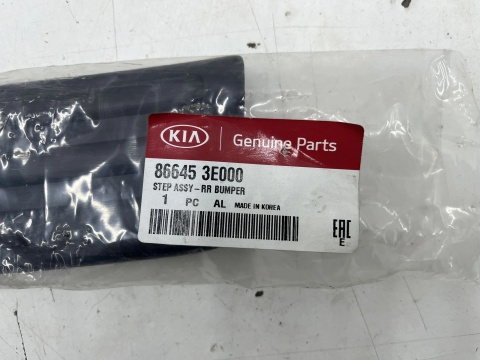 KIA Genuine Parts
86645 3E000
STEP ASSY-RR BUMPER
1 PC AL MADE IN KOREA
EAC
E